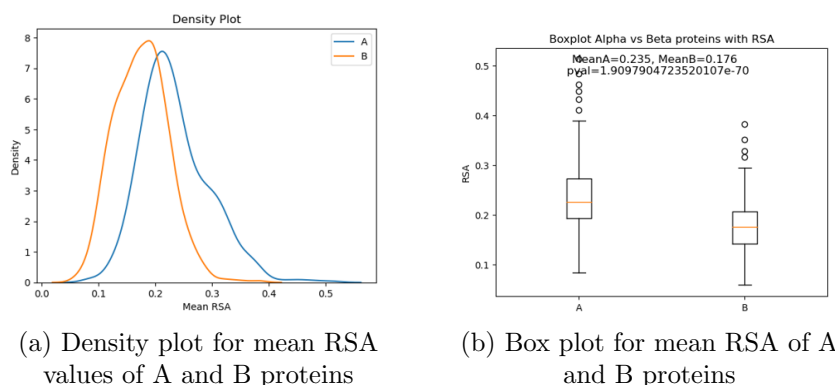 Density Plot
A
B
8
7
6
5
4
3
2
1
0
Density
0.0 0.1 0.2 0.3 0.4 0.5
Mean RSA
(a) Density plot for mean RSA
values of A and B proteins
Boxplot Alpha vs Beta proteins with RSA
MeanA=0.235, MeanB=0.176
pval=1.9097904723520107e-70
0.5
0.4
0.3
0.2
0.1
RSA
A B
(b) Box plot for mean RSA of A
and B proteins